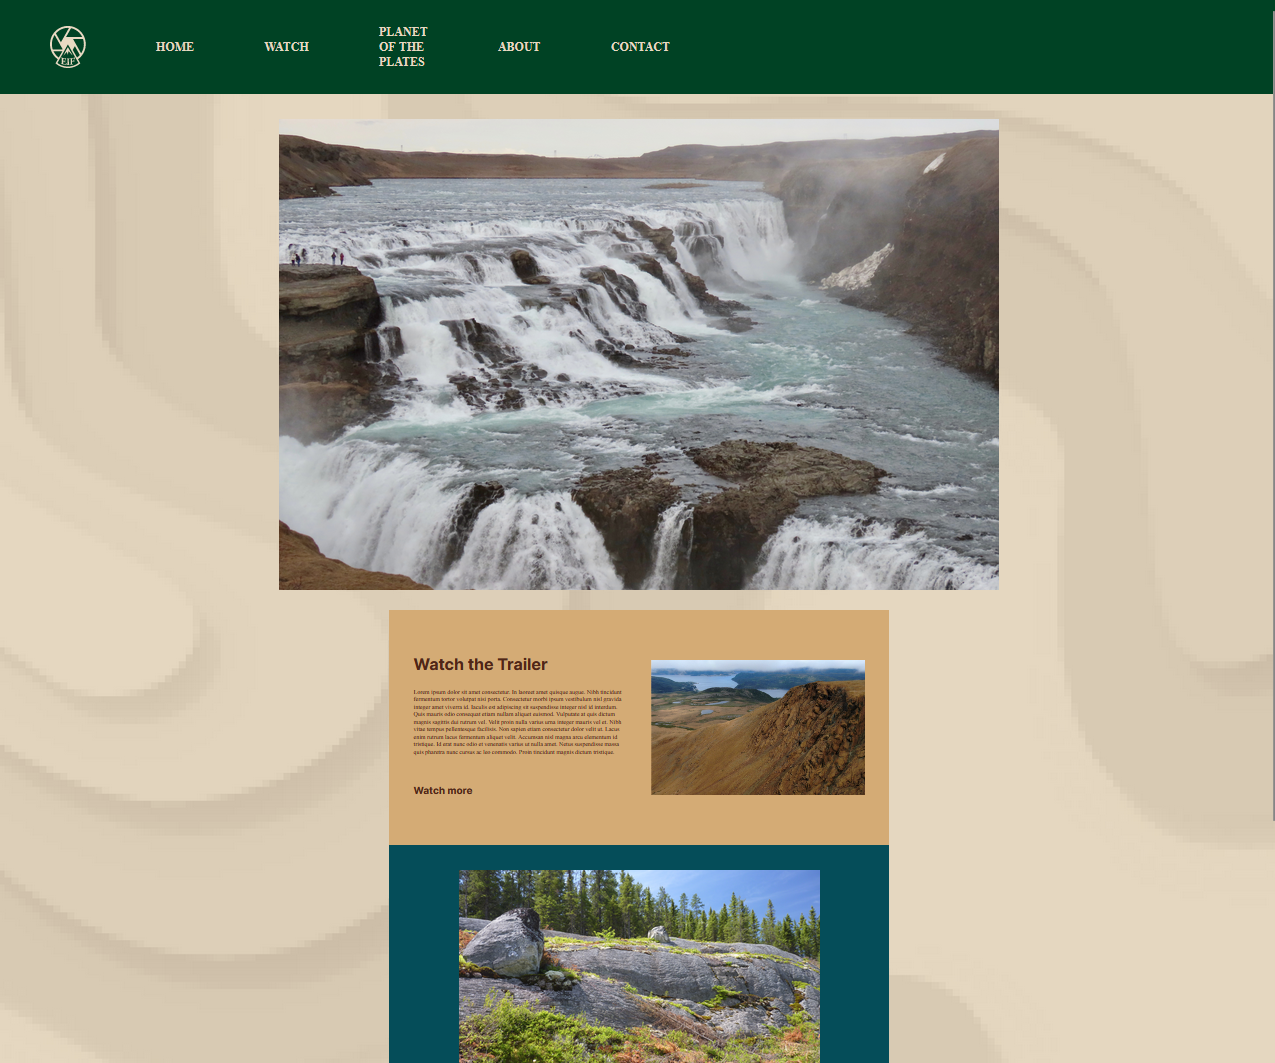 EIF
HOME
WATCH
PLANET
OF THE
PLATES
ABOUT
CONTACT
Watch the Trailer
Lorem ipsum dolor sit amet consectetur. In laoreet amet quisque augue. Nibh tincidunt
fermentum tortor volutpat nisi porta. Consectetur morbi ipsum vestibulum nisl gravida
integer amet viverra id. Iaculis est adipiscing sit suspendisse integer nisl id interdum.
Quis mauris odio consequat etiam nullam aliquet euismod. Vulputate at quis dictum
magnis sagittis dui rutrum vel. Velit proin nulla varius urna integer mauris vel et. Nibh
vitae tempus pellentesque facilisis. Non sapien etiam consectetur dolor velit et. Lacus
enim rutrum lacus fermentum aliquet velit. Accumsan nisl magna arcu elementum id
tristique. Id erat nunc odio et venenatis varius ut nulla amet. Netus suspendisse massa
quis pharetra nunc cursus ac leo commodo. Proin tincidunt magnis dictum tristique.
Watch more